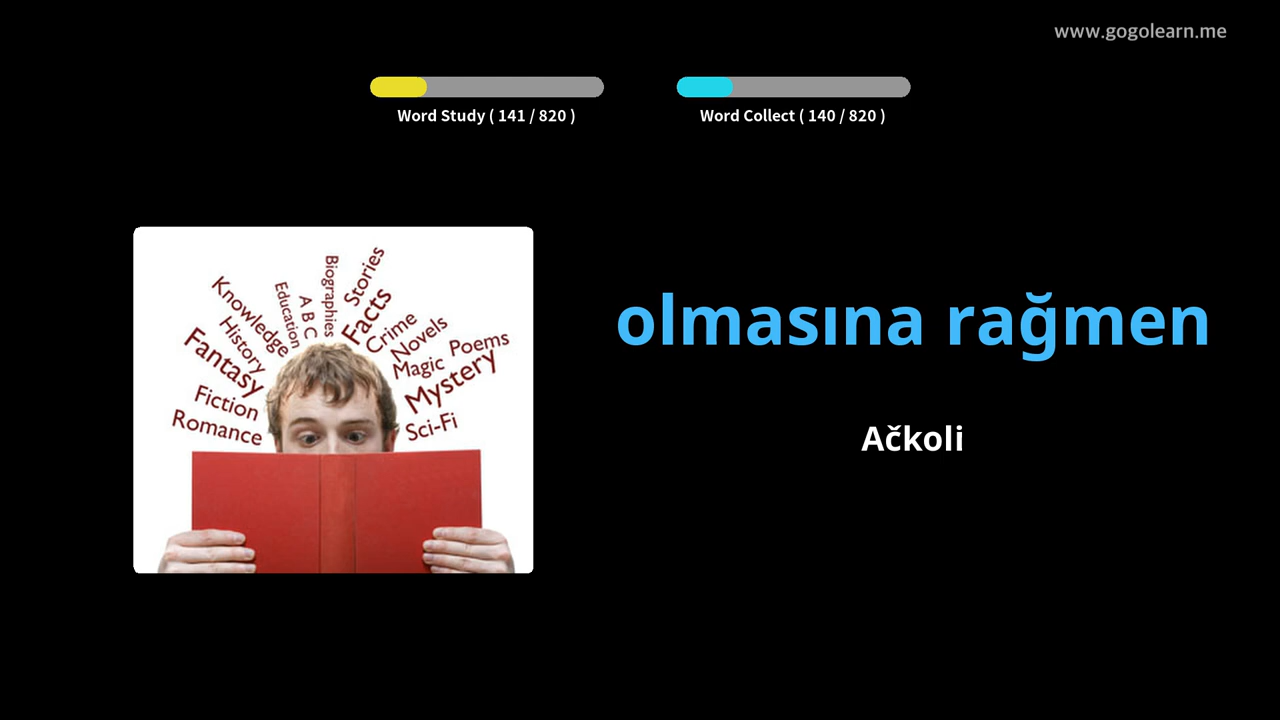 www.gogolearn.me
Word Study ( 141 / 820 )
Word Collect ( 140 / 820 )
Knowledge
Education
A B C
Biographies
Stories
Facts
Crime
Novels
Poems
Magic
Mystery
Sci-Fi
History
Fantasy
Fiction
Romance
olmasına rağmen
Ačkoli